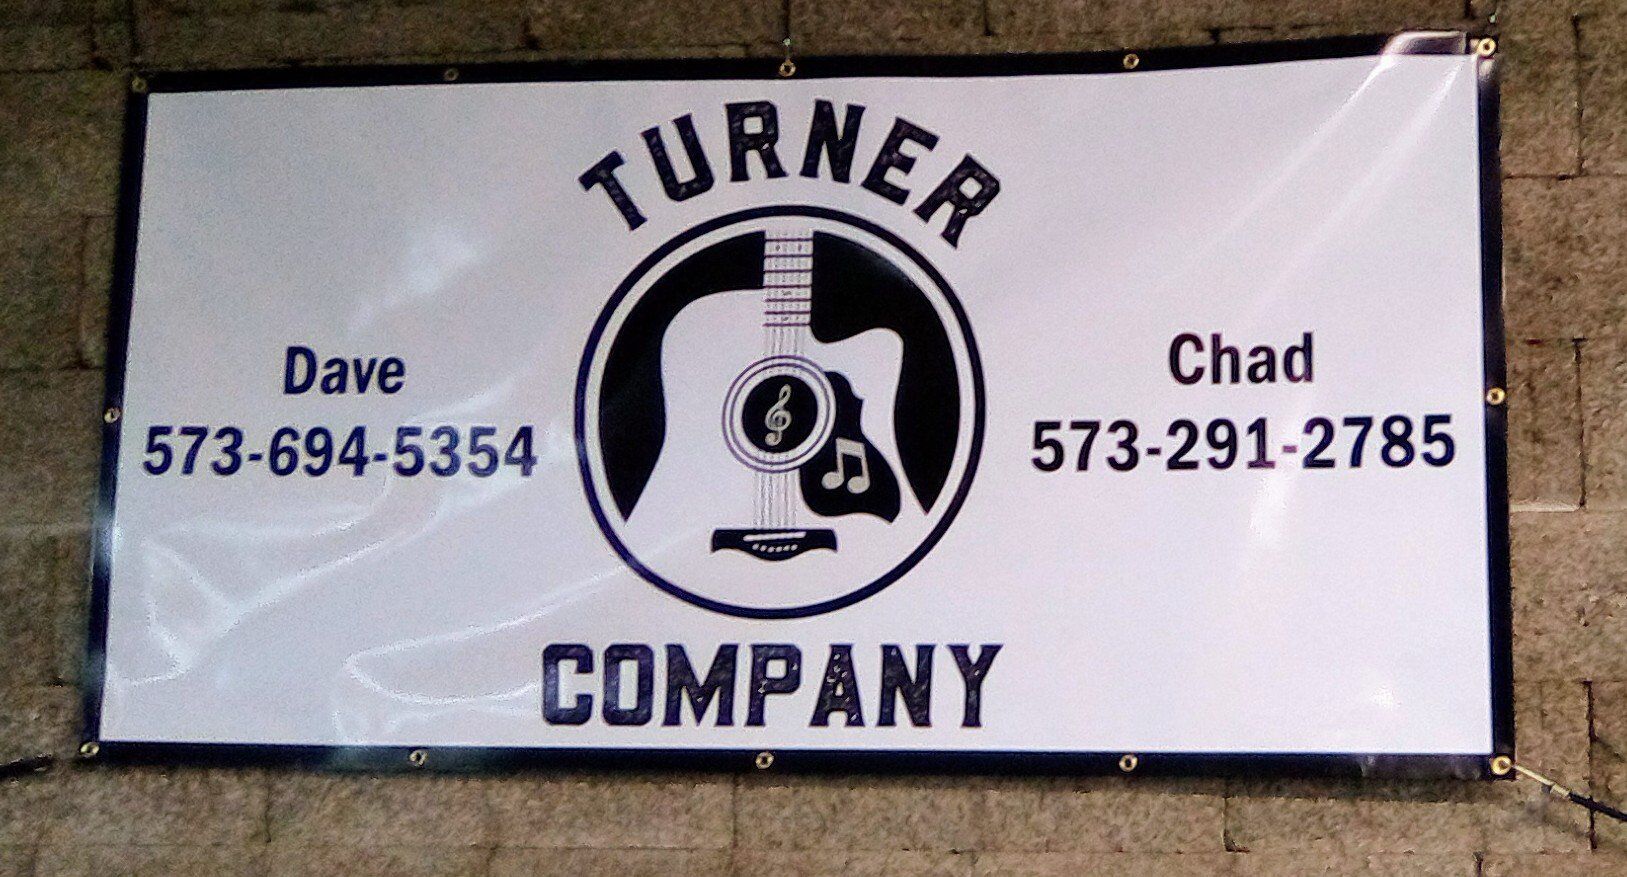 TURNER
Dave
573-694-5354
Chad
573-291-2785
COMPANY